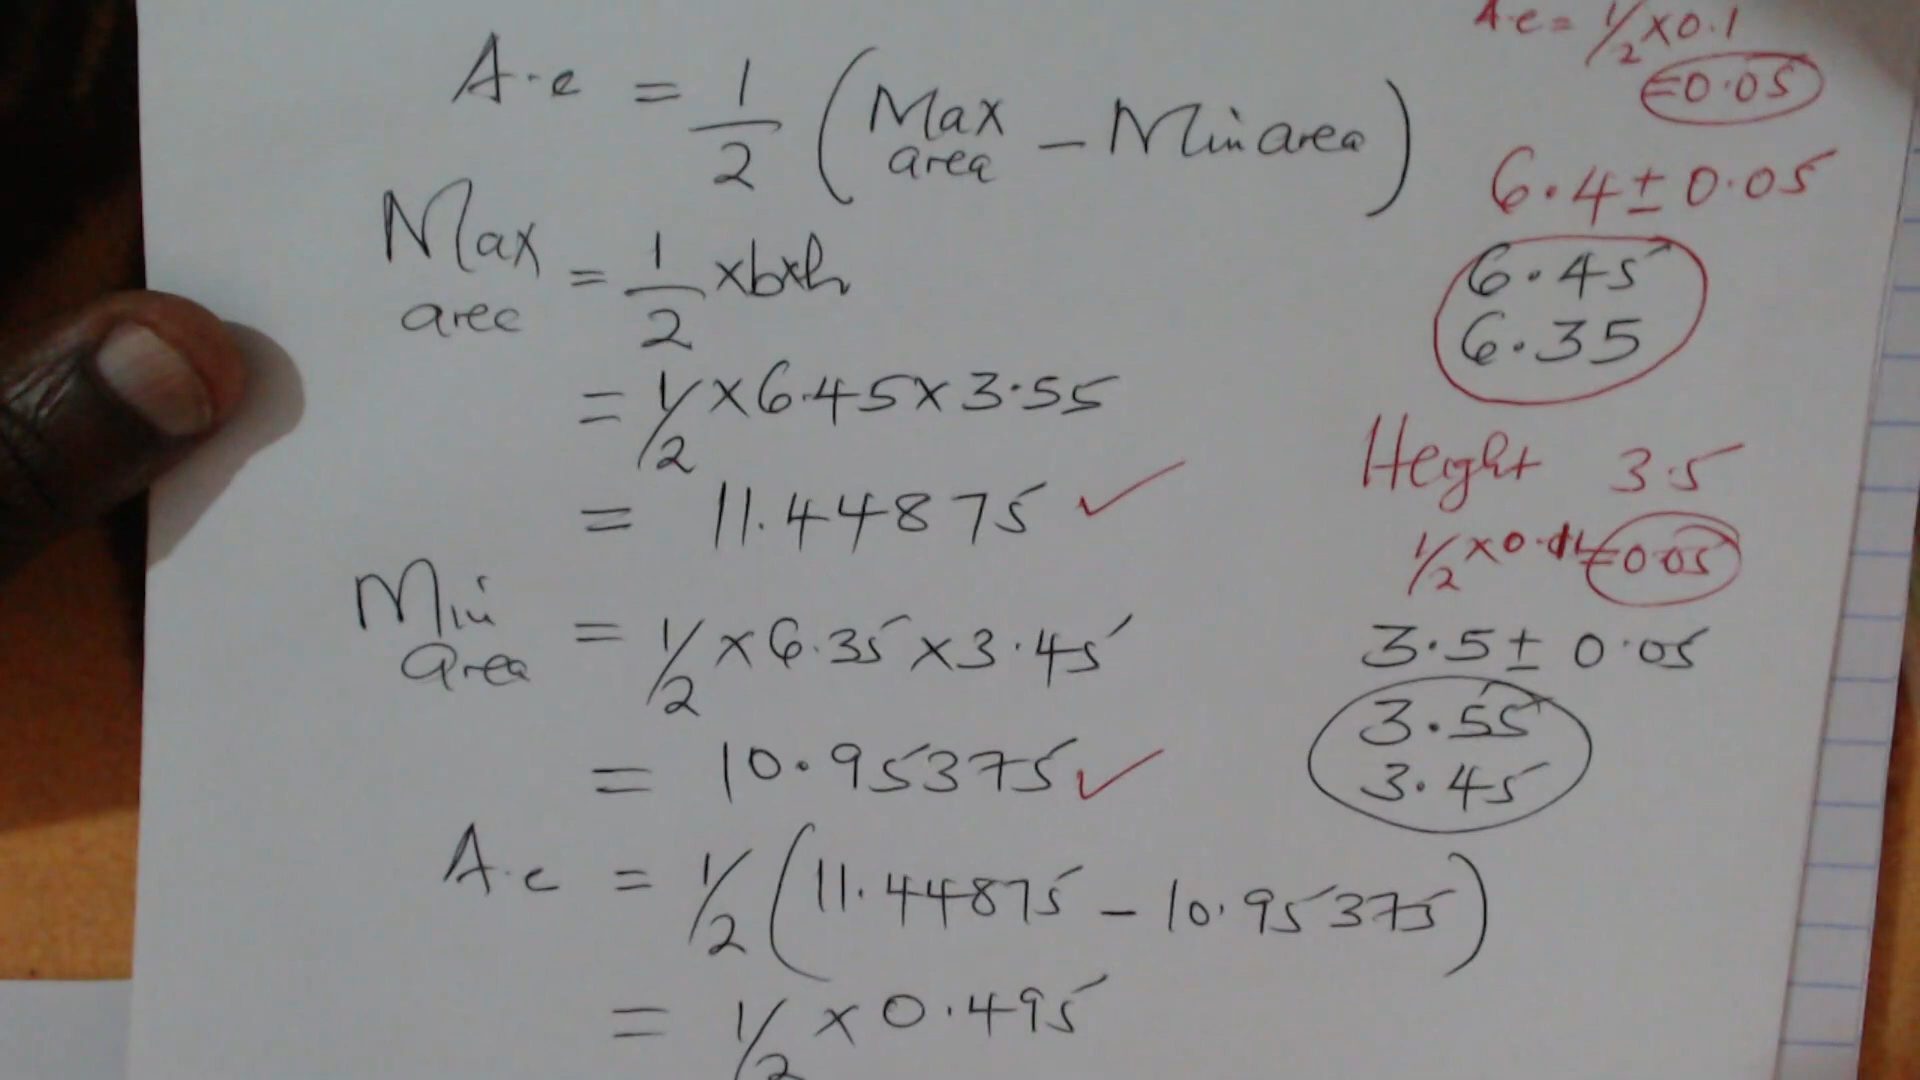 A.e = 1/2 (Max area - Min area)
Max area = 1/2 xbxh
= 1/2 x 6.45 x 3.55
= 11.44875 ✓
Min area = 1/2 x 6.35 x 3.45
= 10.95375 ✓
A.e = 1/2 (11.44875 - 10.95375)
= 1/2 x 0.495
A.e = 1/2 x 0.1
= 0.05
6.4 ± 0.05
6.45
6.35
Height 3.5
= 0.05
3.5 ± 0.05
3.55
3.45